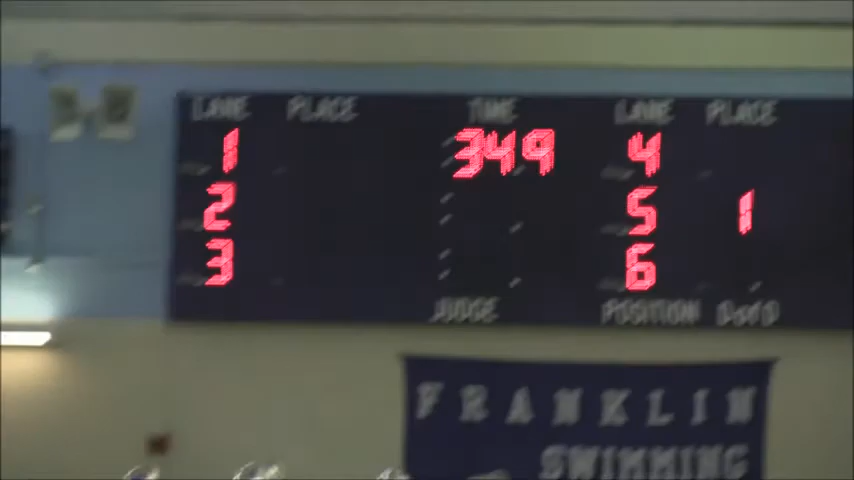 LANE PLACE TIME LANE PLACE
1 349 4
2 5 1
3 6
JUDGE POSITION
FRANKLIN
SWIMMING